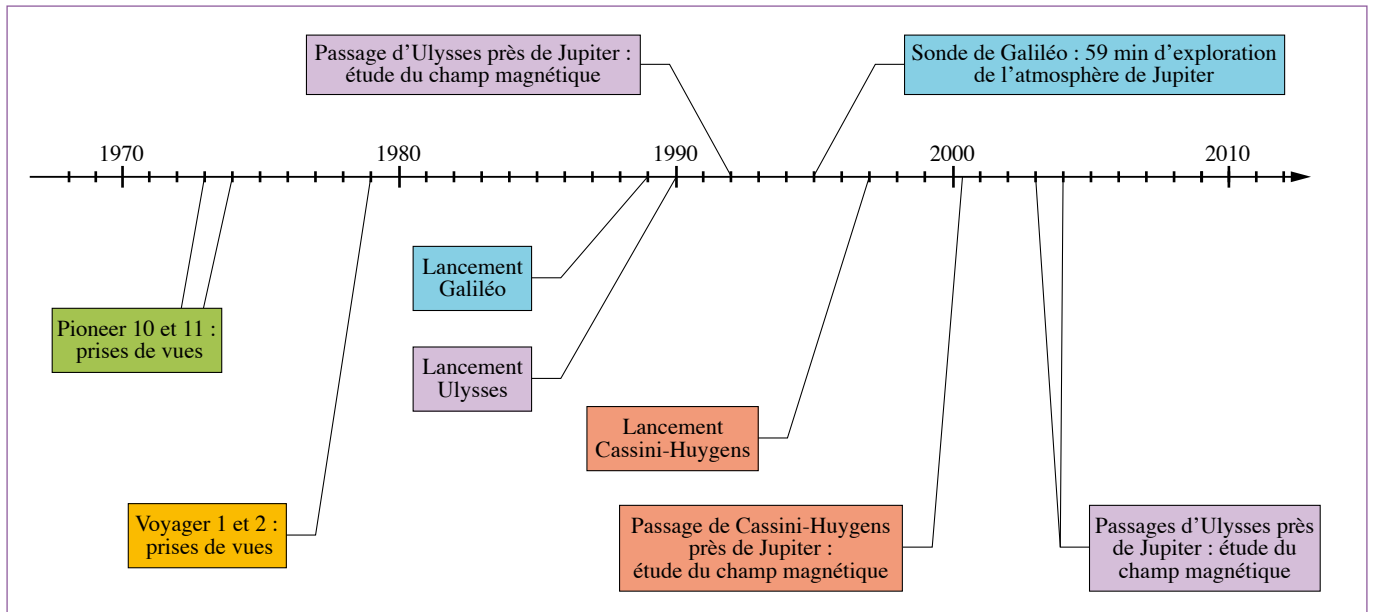 Passage d’Ulysses près de Jupiter :
étude du champ magnétique
Sonde de Galiléo : 59 min d’exploration
de l’atmosphère de Jupiter
1970
1980
1990
2000
2010
Lancement
Galiléo
Pioneer 10 et 11 :
prises de vues
Lancement
Ulysses
Lancement
Cassini-Huygens
Voyager 1 et 2 :
prises de vues
Passage de Cassini-Huygens
près de Jupiter :
étude du champ magnétique
Passages d’Ulysses près
de Jupiter : étude du
champ magnétique